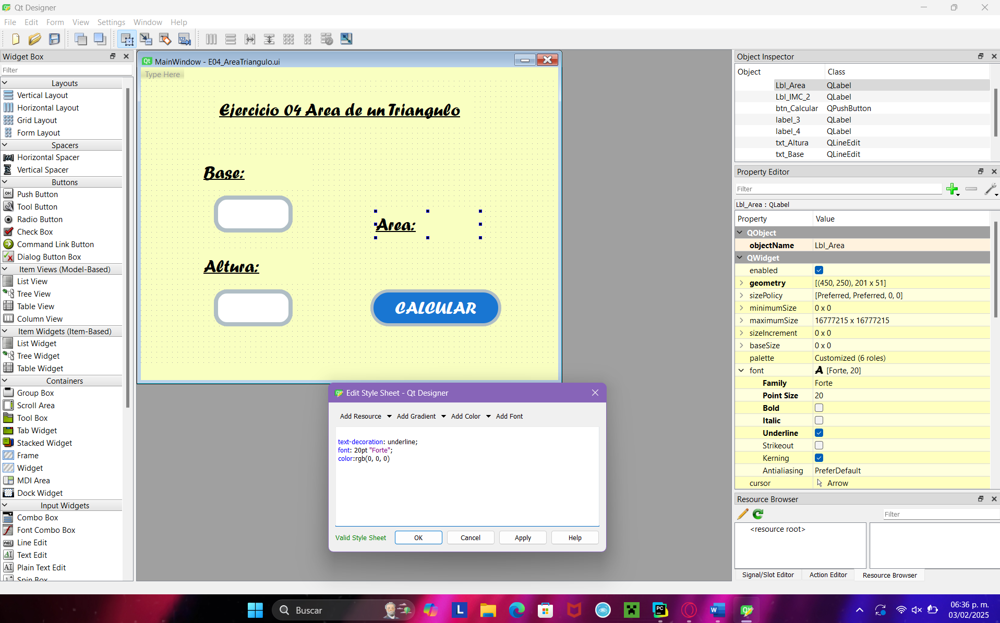 Qt Designer
File Edit Form View Settings Window Help
Widget Box
Filter
Layouts
Vertical Layout
Horizontal Layout
Grid Layout
Form Layout
Spacers
Horizontal Spacer
Vertical Spacer
Buttons
Push Button
Tool Button
Radio Button
Check Box
Command Link Button
Dialog Button Box
Item Views (Model-Based)
List View
Tree View
Table View
Column View
Item Widgets (Item-Based)
List Widget
Tree Widget
Table Widget
Containers
Group Box
Scroll Area
Tool Box
Tab Widget
Stacked Widget
Frame
Widget
MDI Area
Dock Widget
Input Widgets
Combo Box
Font Combo Box
Line Edit
Text Edit
Plain Text Edit
Spin Box
MainWindow - E04_AreaTriangulo.ui
Type Here
Ejercicio 04 Area de un Triangulo
Base:
Area:
Altura:
CALCULAR
Edit Style Sheet - Qt Designer
Add Resource Add Gradient Add Color Add Font
text-decoration: underline;
font: 20pt "Forte";
color:rgb(0, 0, 0)
Valid Style Sheet OK Cancel Apply Help
Object Inspector
Object Class
Lbl_Area QLabel
Lbl_IMC_2 QLabel
btn_Calcular QPushButton
label_3 QLabel
label_4 QLabel
txt_Altura QLineEdit
txt_Base QLineEdit
Property Editor
Filter
Lbl_Area : QLabel
Property Value
QObject
objectName Lbl_Area
QWidget
enabled
geometry [(450, 250), 201 x 51]
sizePolicy [Preferred, Preferred, 0, 0]
minimumSize 0 x 0
maximumSize 16777215 x 16777215
sizeIncrement 0 x 0
baseSize 0 x 0
palette Customized (6 roles)
font A [Forte, 20]
Family Forte
Point Size 20
Bold
Italic
Underline
Strikeout
Kerning
Antialiasing PreferDefault
cursor Arrow
Resource Browser
Filter
<resource root>
Signal/Slot Editor Action Editor Resource Browser
Buscar
06:36 p. m.
03/02/2025